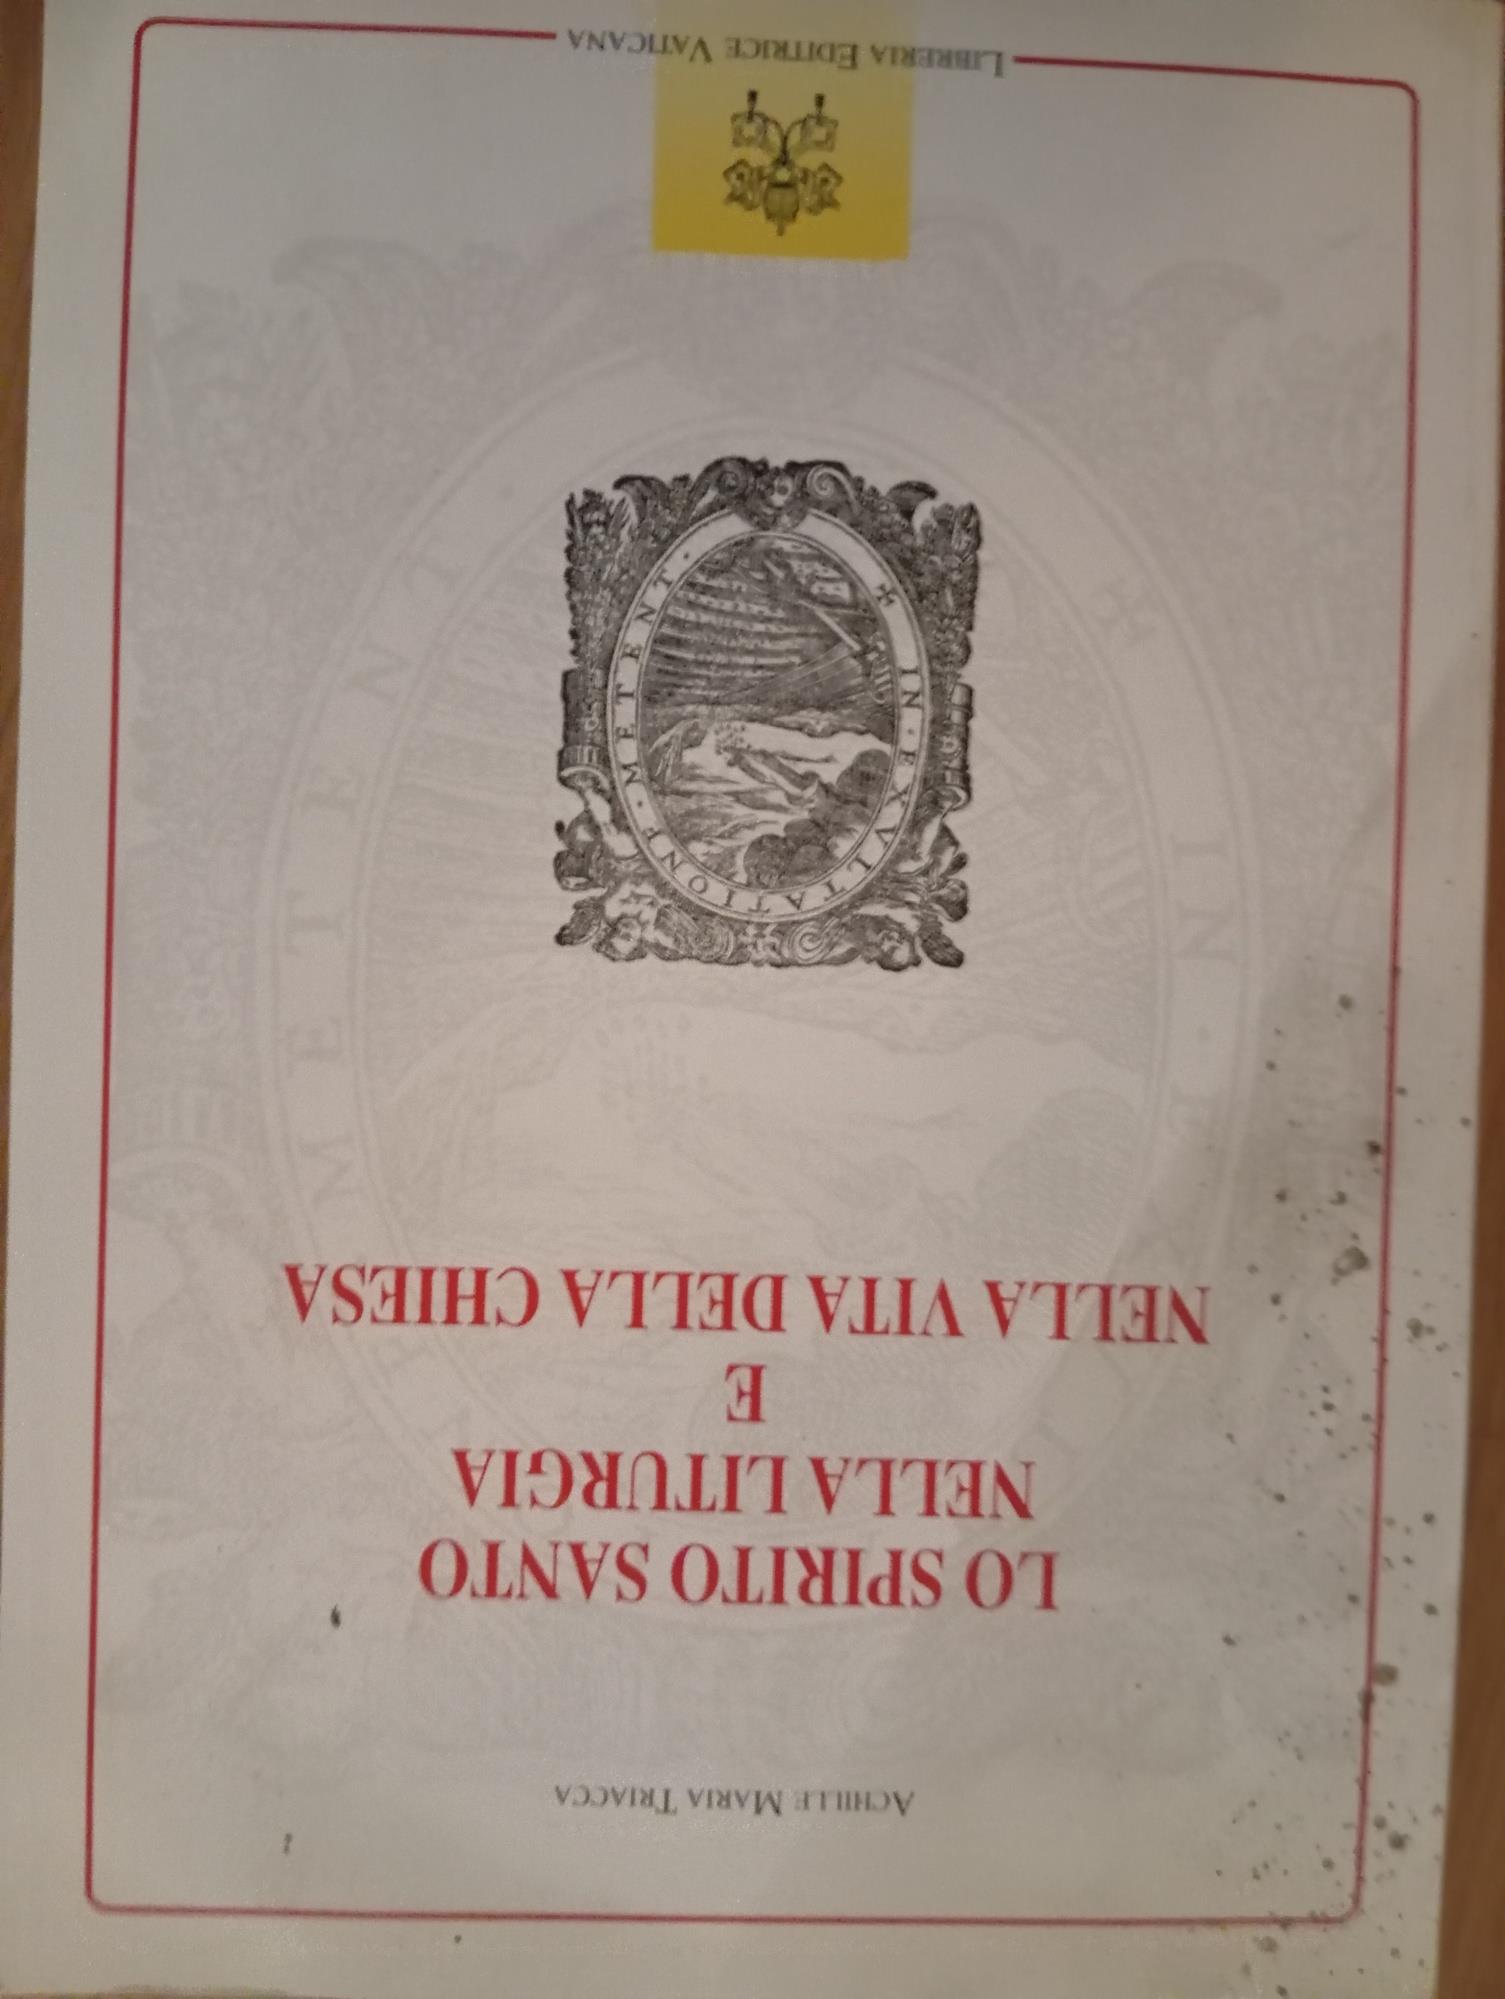 ACHILLE MARIA TRIACCA
LO SPIRITO SANTO
NELLA LITURGIA
E
NELLA VITA DELLA CHIESA
✠ IN · EXVLTATIONE · METENT ·
LIBRERIA EDITRICE VATICANA